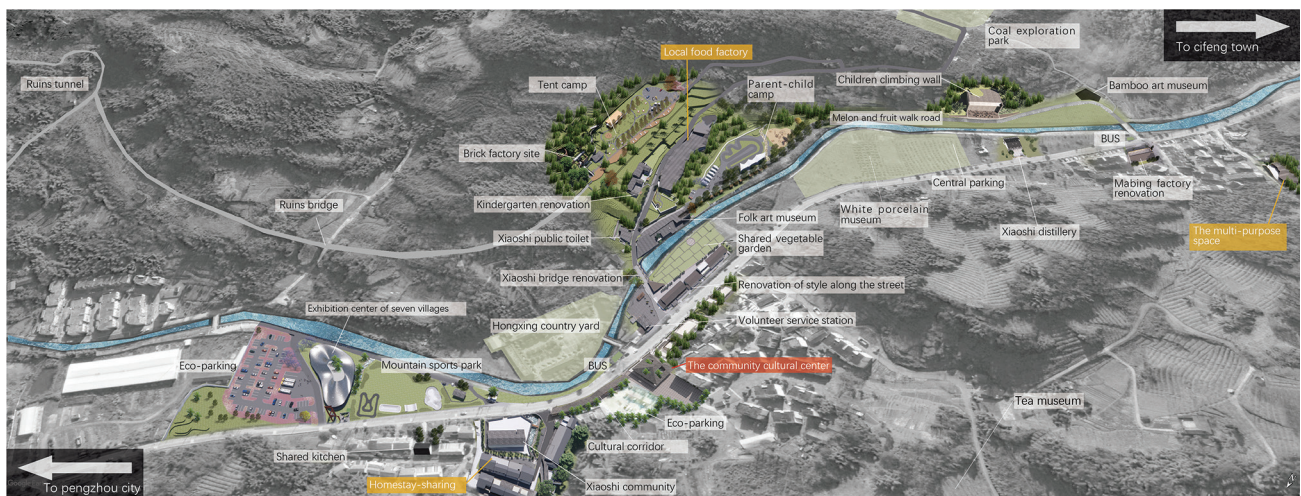 Coal exploration
park
To cifeng town
Local food factory
Ruins tunnel
Tent camp
Parent-child
camp
Children climbing wall
Bamboo art museum
Melon and fruit walk road
BUS
Brick factory site
Central parking
Mabing factory
renovation
Kindergarten renovation
Ruins bridge
White porcelain
museum
Folk art museum
Xiaoshi distillery
The multi-purpose
space
Xiaoshi public toilet
Shared vegetable
garden
Xiaoshi bridge renovation
Renovation of style along the street
Exhibition center of seven villages
Hongxing country yard
Volunteer service station
Eco-parking
Mountain sports park
BUS
The community cultural center
Tea museum
Eco-parking
Shared kitchen
Cultural corridor
Homestay-sharing
Xiaoshi community
To pengzhou city